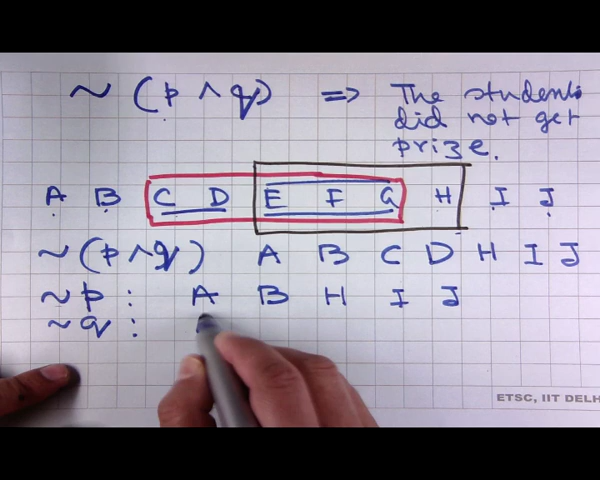 ~ (p ∧ q) => The students
did not get
prize.
A B C D E F G H I J
~ (p ∧ q) A B C D H I J
~ p : A B H I J
~ q :
ETSC, IIT DELH